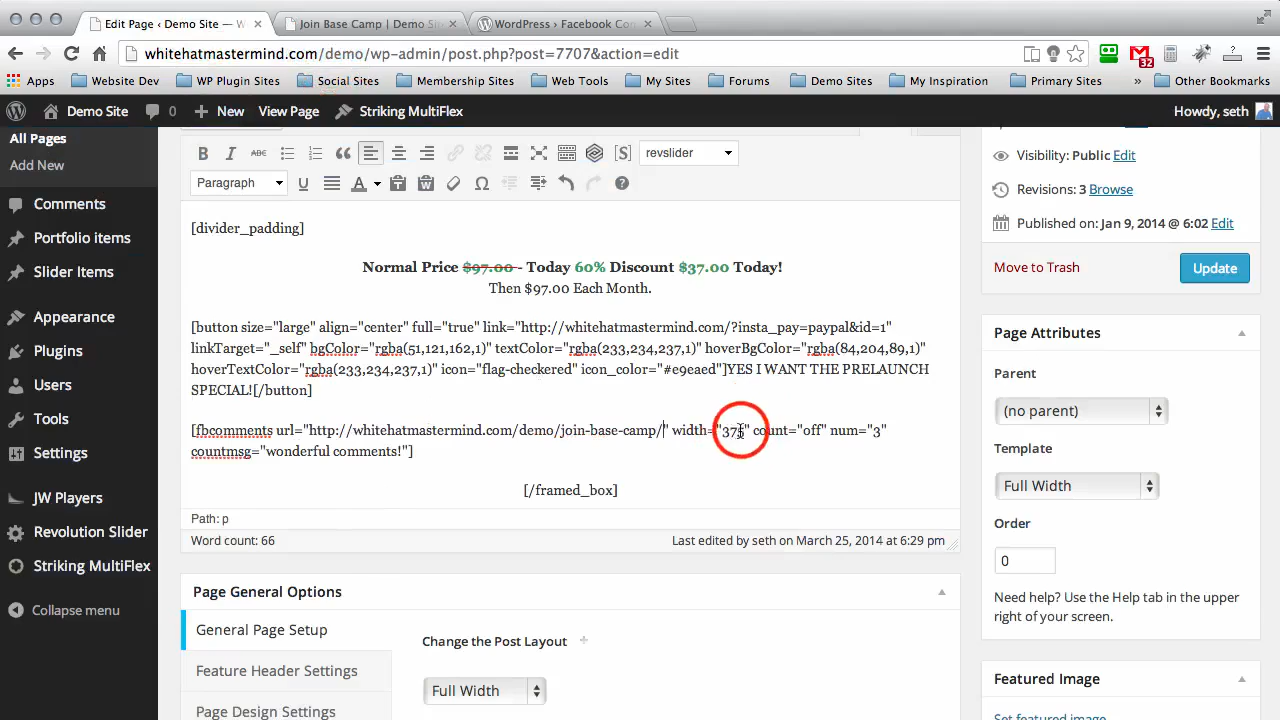 Edit Page ‹ Demo Site — W
Join Base Camp | Demo Si
WordPress › Facebook Co
whitehatmastermind.com/demo/wp-admin/post.php?post=7707&action=edit
32
Apps
Website Dev
WP Plugin Sites
Social Sites
Membership Sites
Web Tools
My Sites
Forums
Demo Sites
My Inspiration
Primary Sites
»
Other Bookmarks
Demo Site
0
New
View Page
Striking MultiFlex
Howdy, seth
All Pages
Add New
Comments
Portfolio items
Slider Items
Appearance
Plugins
Users
Tools
Settings
JW Players
Revolution Slider
Striking MultiFlex
Collapse menu
B I ABC
[S]
revslider
Paragraph
U
A
T
W
Ω
?
[divider_padding]
Normal Price $97.00 - Today 60% Discount $37.00 Today!
Then $97.00 Each Month.
[button size="large" align="center" full="true" link="http://whitehatmastermind.com/?insta_pay=paypal&id=1"
linkTarget="_self" bgColor="rgba(51,121,162,1)" textColor="rgba(233,234,237,1)" hoverBgColor="rgba(84,204,89,1)"
hoverTextColor="rgba(233,234,237,1)" icon="flag-checkered" icon_color="#e9eaed"]YES I WANT THE PRELAUNCH
SPECIAL![/button]
[fbcomments url="http://whitehatmastermind.com/demo/join-base-camp/" width="375" count="off" num="3"
countmsg="wonderful comments!"]
[/framed_box]
Path: p
Word count: 66
Last edited by seth on March 25, 2014 at 6:29 pm
Page General Options
General Page Setup
Feature Header Settings
Page Design Settings
Change the Post Layout +
Full Width
Visibility: Public Edit
Revisions: 3 Browse
Published on: Jan 9, 2014 @ 6:02 Edit
Move to Trash
Update
Page Attributes
Parent
(no parent)
Template
Full Width
Order
0
Need help? Use the Help tab in the upper
right of your screen.
Featured Image
Set featured image